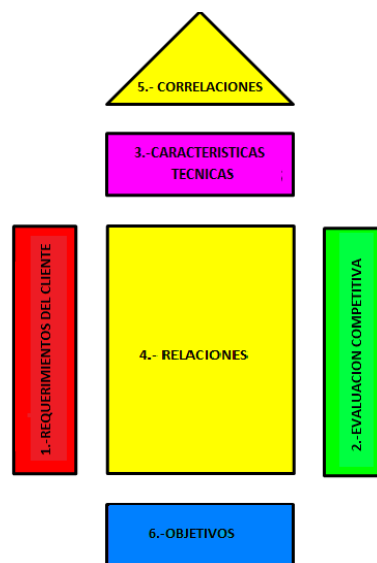 5.- CORRELACIONES
3.-CARACTERISTICAS
TECNICAS
1.-REQUERIMIENTOS DEL CLIENTE
4.- RELACIONES
2.-EVALUACION COMPETITIVA
6.-OBJETIVOS